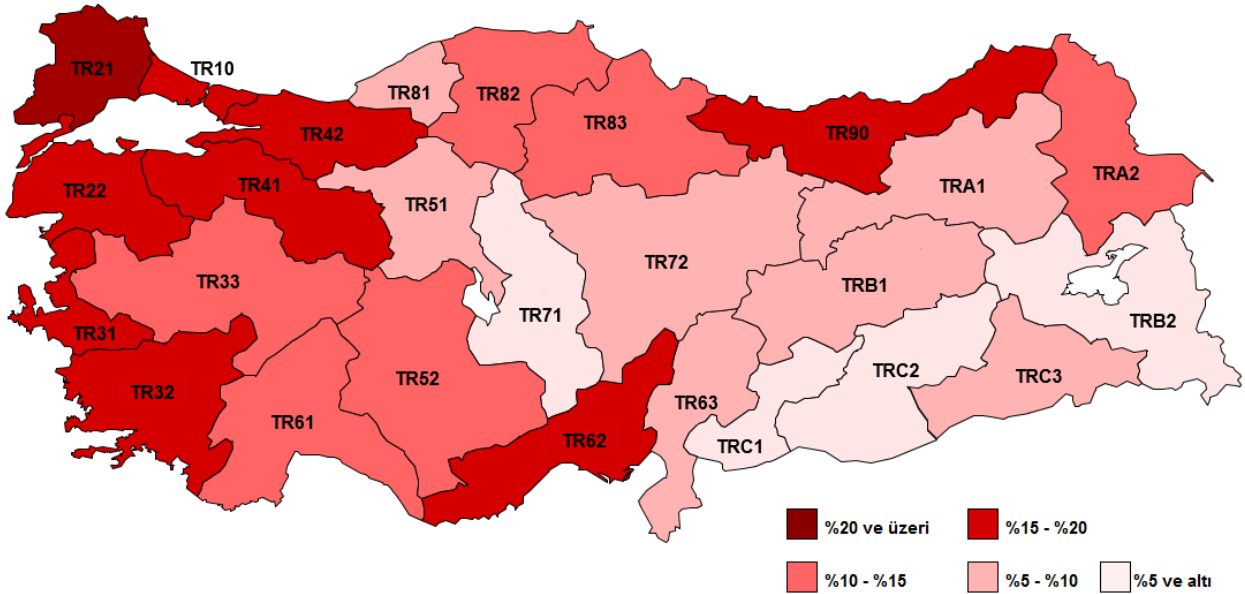 TR21
TR10
TR81
TR82
TR83
TR42
TR90
TRA2
TRA1
TR22
TR41
TR51
TR72
TR33
TRB1
TR71
TRB2
TR31
TRC2
TRC3
TR32
TR52
TR63
TR61
TR62
TRC1
%20 ve üzeri
%15 - %20
%10 - %15
%5 - %10
%5 ve altı